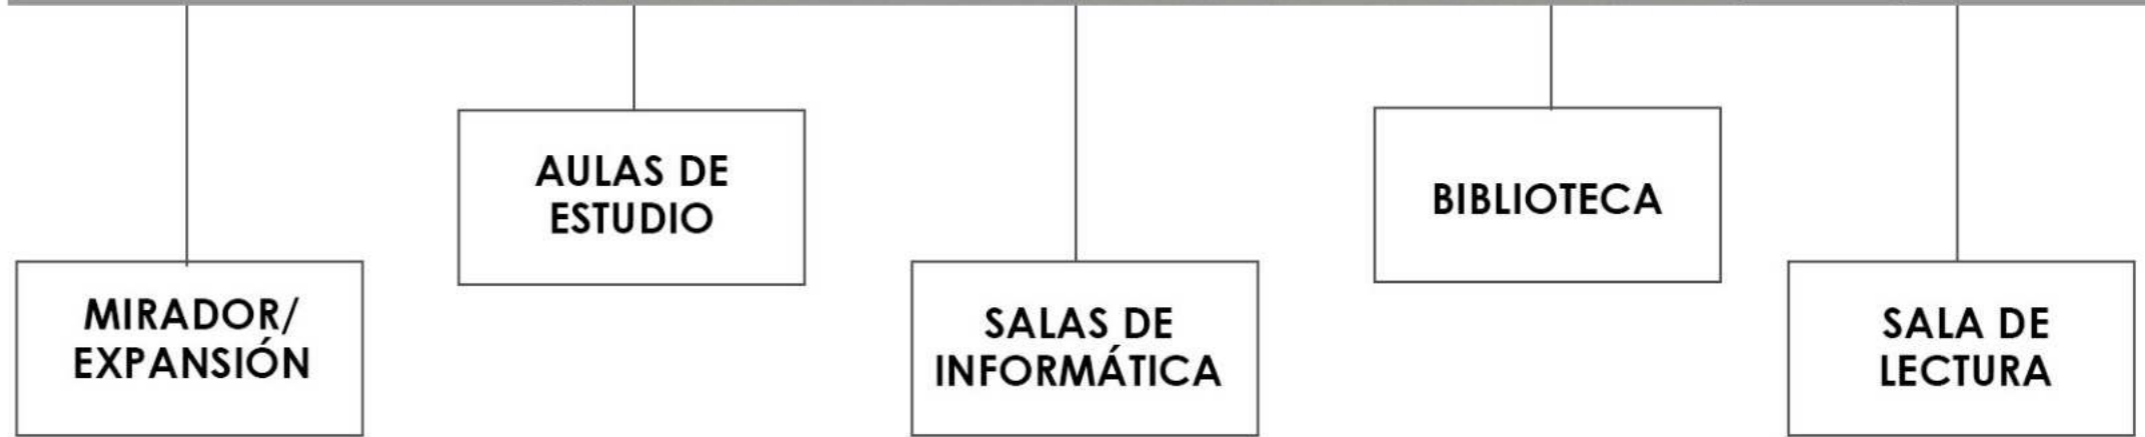 MIRADOR/
EXPANSIÓN
AULAS DE
ESTUDIO
SALAS DE
INFORMÁTICA
BIBLIOTECA
SALA DE
LECTURA